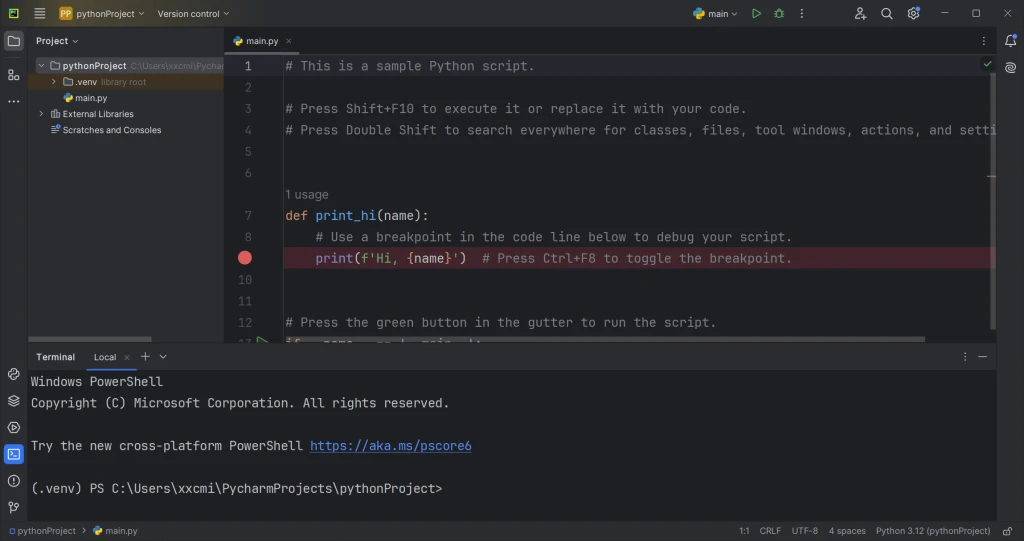 PP pythonProject Version control main
Project
pythonProject C:\Users\xxcmi\Pychar
.venv library root
main.py
External Libraries
Scratches and Consoles
main.py
1 # This is a sample Python script.
2
3 # Press Shift+F10 to execute it or replace it with your code.
4 # Press Double Shift to search everywhere for classes, files, tool windows, actions, and setti
5
6
1 usage
7 def print_hi(name):
8 # Use a breakpoint in the code line below to debug your script.
print(f'Hi, {name}') # Press Ctrl+F8 to toggle the breakpoint.
10
11
12 # Press the green button in the gutter to run the script.
Terminal Local
Windows PowerShell
Copyright (C) Microsoft Corporation. All rights reserved.
Try the new cross-platform PowerShell https://aka.ms/pscore6
(.venv) PS C:\Users\xxcmi\PycharmProjects\pythonProject>
pythonProject > main.py 1:1 CRLF UTF-8 4 spaces Python 3.12 (pythonProject)